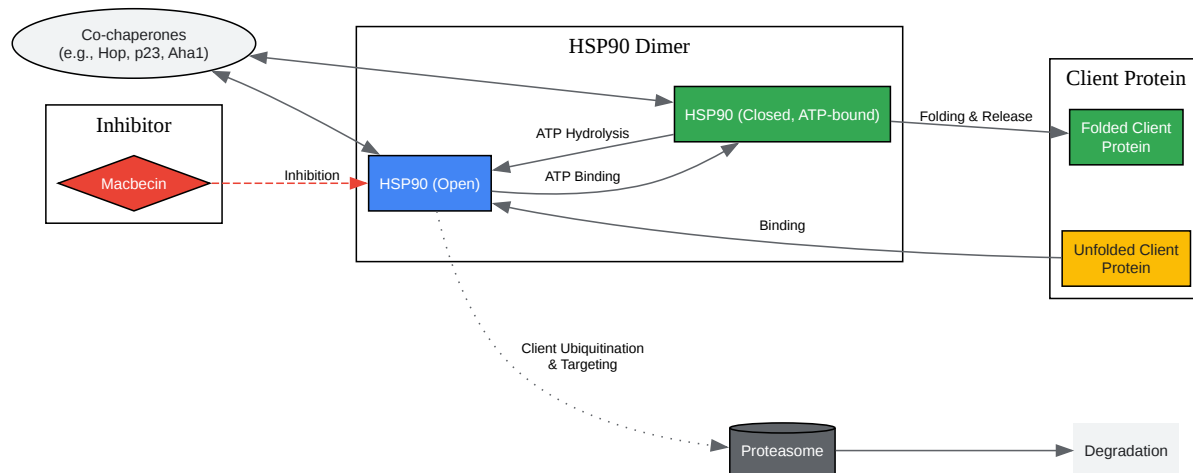 Co-chaperones
(e.g., Hop, p23, Aha1)
HSP90 Dimer
Client Protein
Inhibitor
HSP90 (Closed, ATP-bound)
Folding & Release
Folded Client
Protein
ATP Hydrolysis
Macbecin
Inhibition
HSP90 (Open)
ATP Binding
Binding
Unfolded Client
Protein
Client Ubiquitination
& Targeting
Proteasome
Degradation